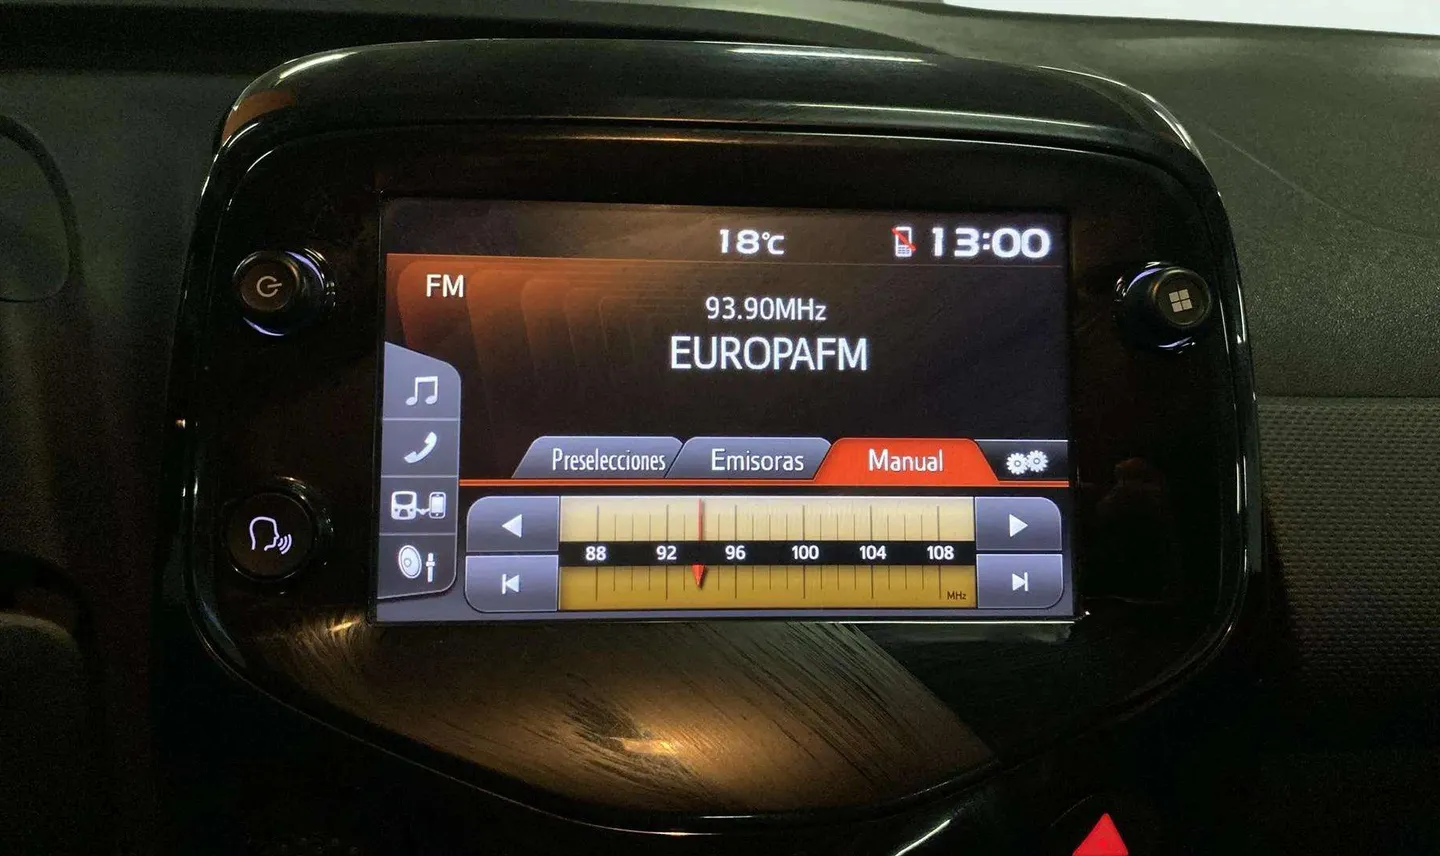 18°C 13:00
FM
93.90MHz
EUROPAFM
Preselecciones Emisoras Manual
88 92 96 100 104 108
MHz